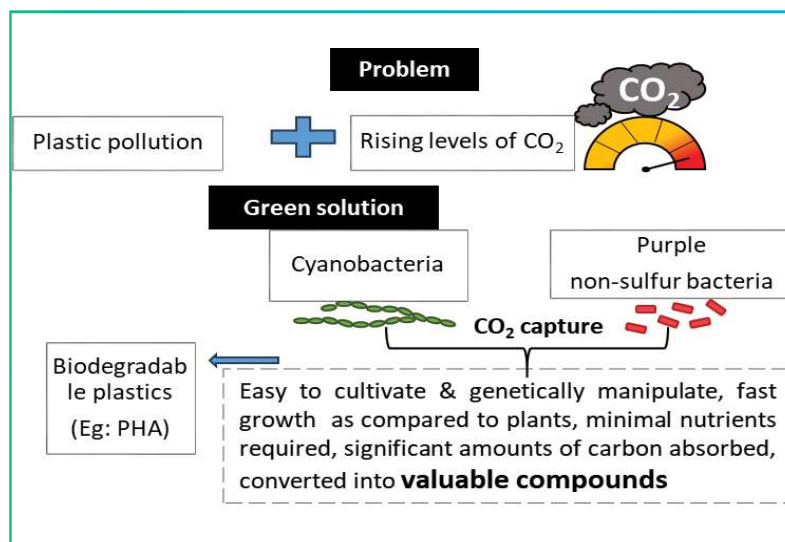 Problem
CO₂
Plastic pollution
Rising levels of CO₂
Green solution
Cyanobacteria
Purple
non-sulfur bacteria
CO₂ capture
Biodegradab
le plastics
(Eg: PHA)
Easy to cultivate & genetically manipulate, fast
growth as compared to plants, minimal nutrients
required, significant amounts of carbon absorbed,
converted into valuable compounds